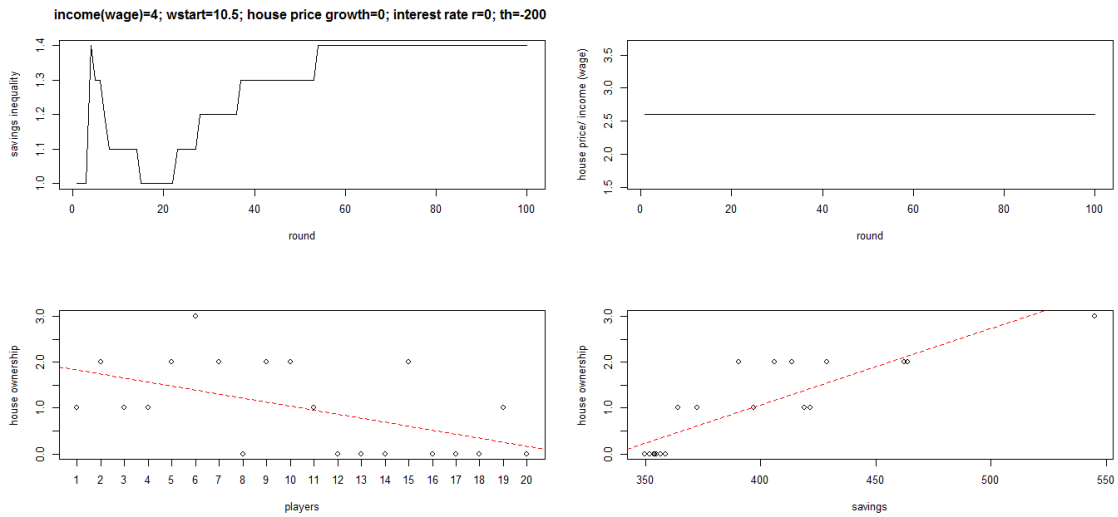 income(wage)=4; wstart=10.5; house price growth=0; interest rate r=0; th=-200
savings inequality
1.4
1.3
1.2
1.1
1.0
0 20 40 60 80 100
round
house price/ income (wage)
3.5
3.0
2.5
2.0
1.5
0 20 40 60 80 100
round
house ownership
3.0
2.0
1.0
0.0
1 2 3 4 5 6 7 8 9 10 11 12 13 14 15 16 17 18 19 20
players
house ownership
3.0
2.0
1.0
0.0
350 400 450 500 550
savings